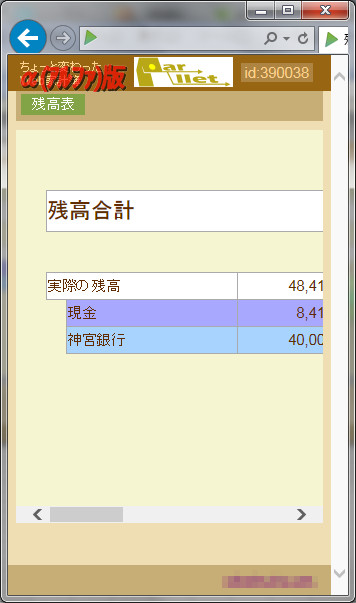 ちょっと変わった
α(アルファ)版
Parllet
id:390038
残高表
残高合計
実際の残高 48,41
現金 8,41
神宮銀行 40,00